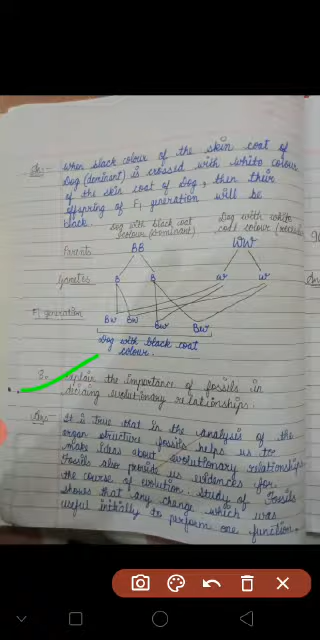 Ans:- When black colour of the skin coat of
Dog (dominant) is crossed with white colour
of the skin coat of Dog, then their
offspring of F1 generation will be
black.
Dog with black coat
colour (dominant)
Dog with white
coat colour (recessive)
Parents BB WW
Gametes B B W W
F1 generation
BW BW BW BW
Dog with black coat
colour.
Explain the importance of fossils in
deciding evolutionary relationships.
Ans:- It is true that in the analysis of the
organ structure fossils helps us to
make ideas about evolutionary relationships
Fossils also provide us evidences for
the course of evolution. Study of Fossils
shows that any change which was
useful initially to perform one function.